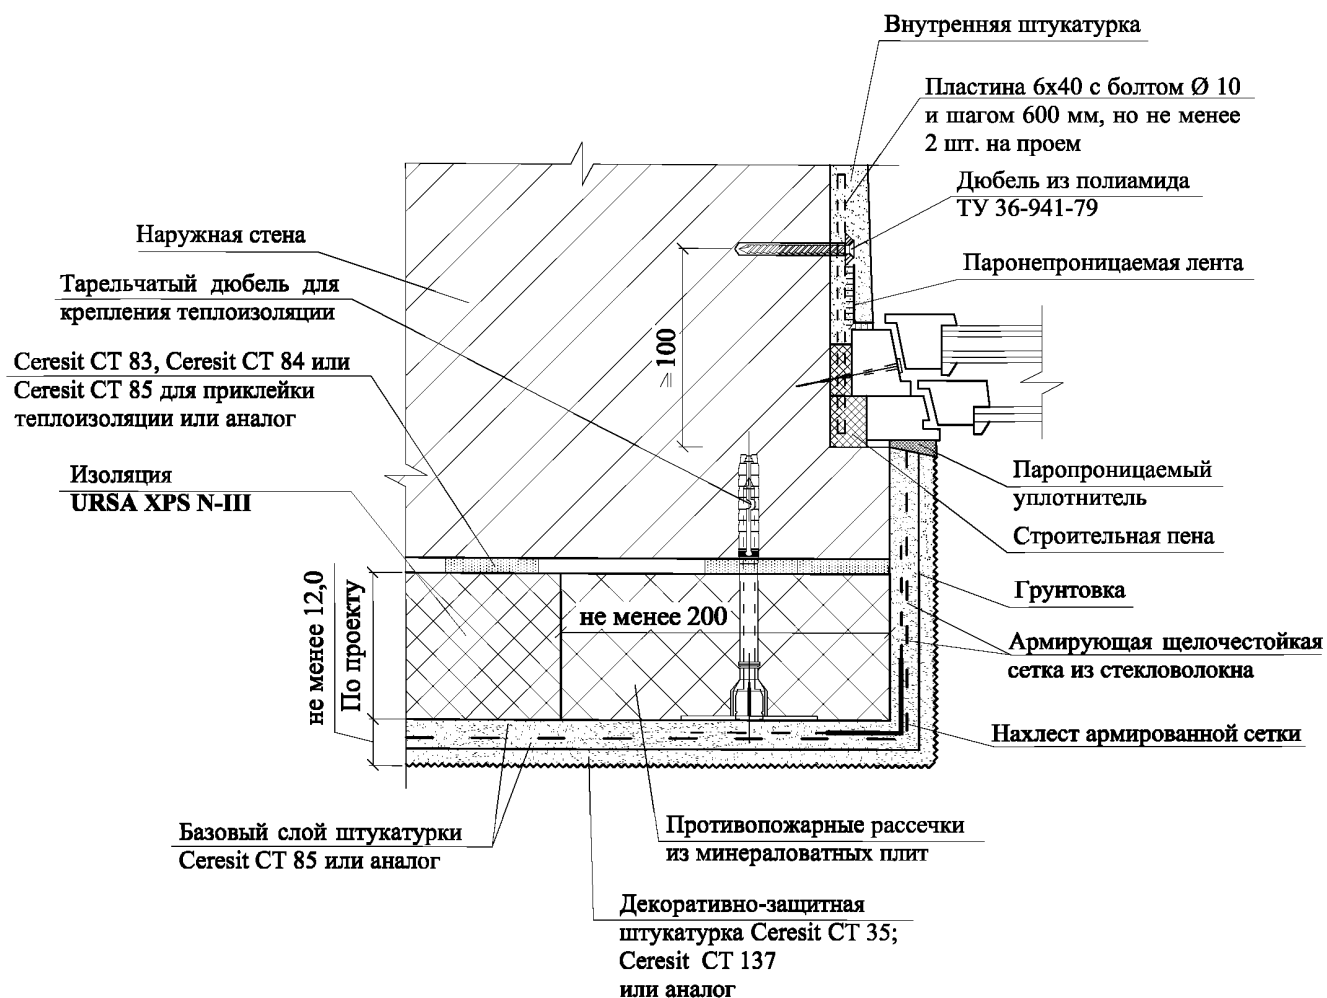 Внутренняя штукатурка
Пластина 6х40 с болтом Ø 10
и шагом 600 мм, но не менее
2 шт. на проем
Дюбель из полиамида
ТУ 36-941-79
Паронепроницаемая лента
Наружная стена
Тарельчатый дюбель для
крепления теплоизоляции
Ceresit CT 83, Ceresit CT 84 или
Ceresit CT 85 для приклейки
теплоизоляции или аналог
Изоляция
URSA XPS N-III
⩾ 100
Паропроницаемый
уплотнитель
Строительная пена
Грунтовка
Армирующая щелочестойкая
сетка из стекловолокна
Нахлест армированной сетки
не менее 12,0
По проекту
не менее 200
Базовый слой штукатурки
Ceresit CT 85 или аналог
Противопожарные рассечки
из минераловатных плит
Декоративно-защитная
штукатурка Ceresit CT 35;
Ceresit CT 137
или аналог